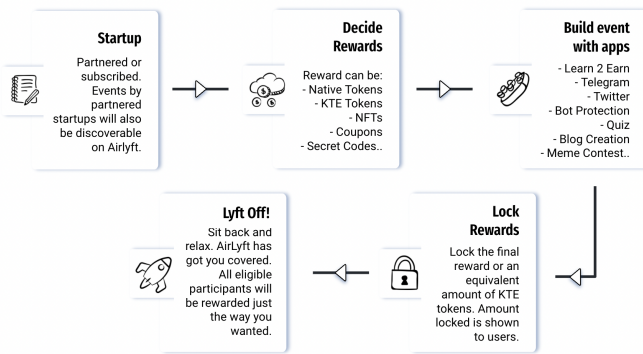 Startup
Partnered or
subscribed.
Events by
partnered
startups will also
be discoverable
on Airlyft.
Decide
Rewards
Reward can be:
- Native Tokens
- KTE Tokens
- NFTs
- Coupons
- Secret Codes..
Build event
with apps
- Learn 2 Earn
- Telegram
- Twitter
- Bot Protection
- Quiz
- Blog Creation
- Meme Contest..
Lock
Rewards
Lock the final
reward or an
equivalent
amount of KTE
tokens. Amount
locked is shown
to users.
Lyft Off!
Sit back and
relax. AirLyft has
got you covered.
All eligible
participants will
be rewarded just
the way you
wanted.